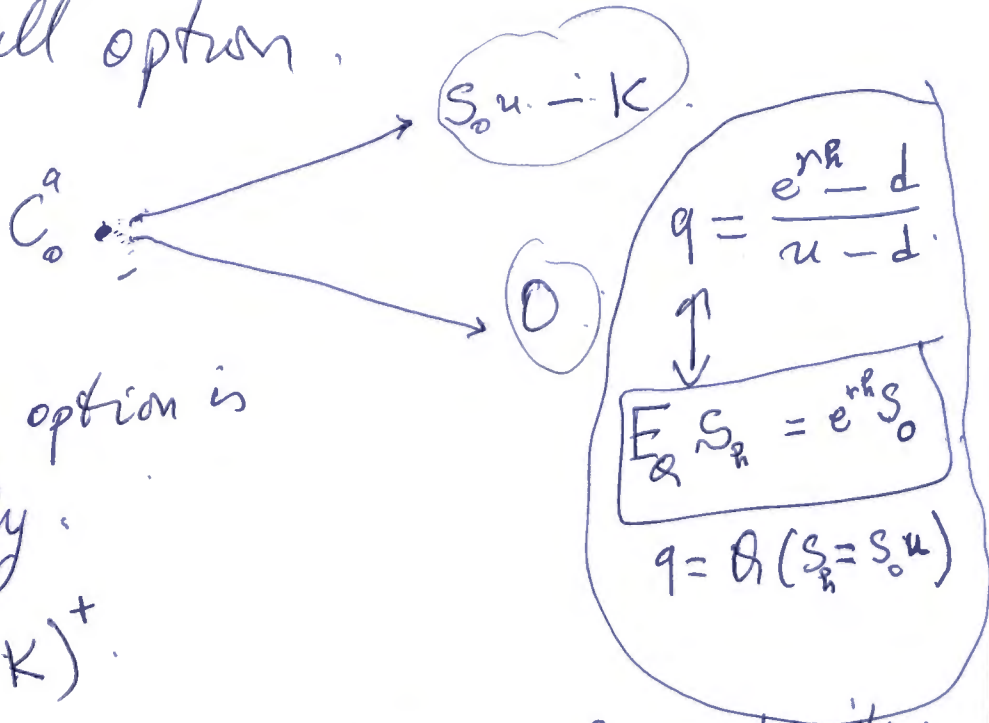 ll option.
S₀u - K.
C₀ᵃ
0
q = (e^{rh} - d) / (u - d).
↕
E_Q S_h = e^{rh} S₀
q = Q(S_h = S₀u)
option is
y.
K)⁺.